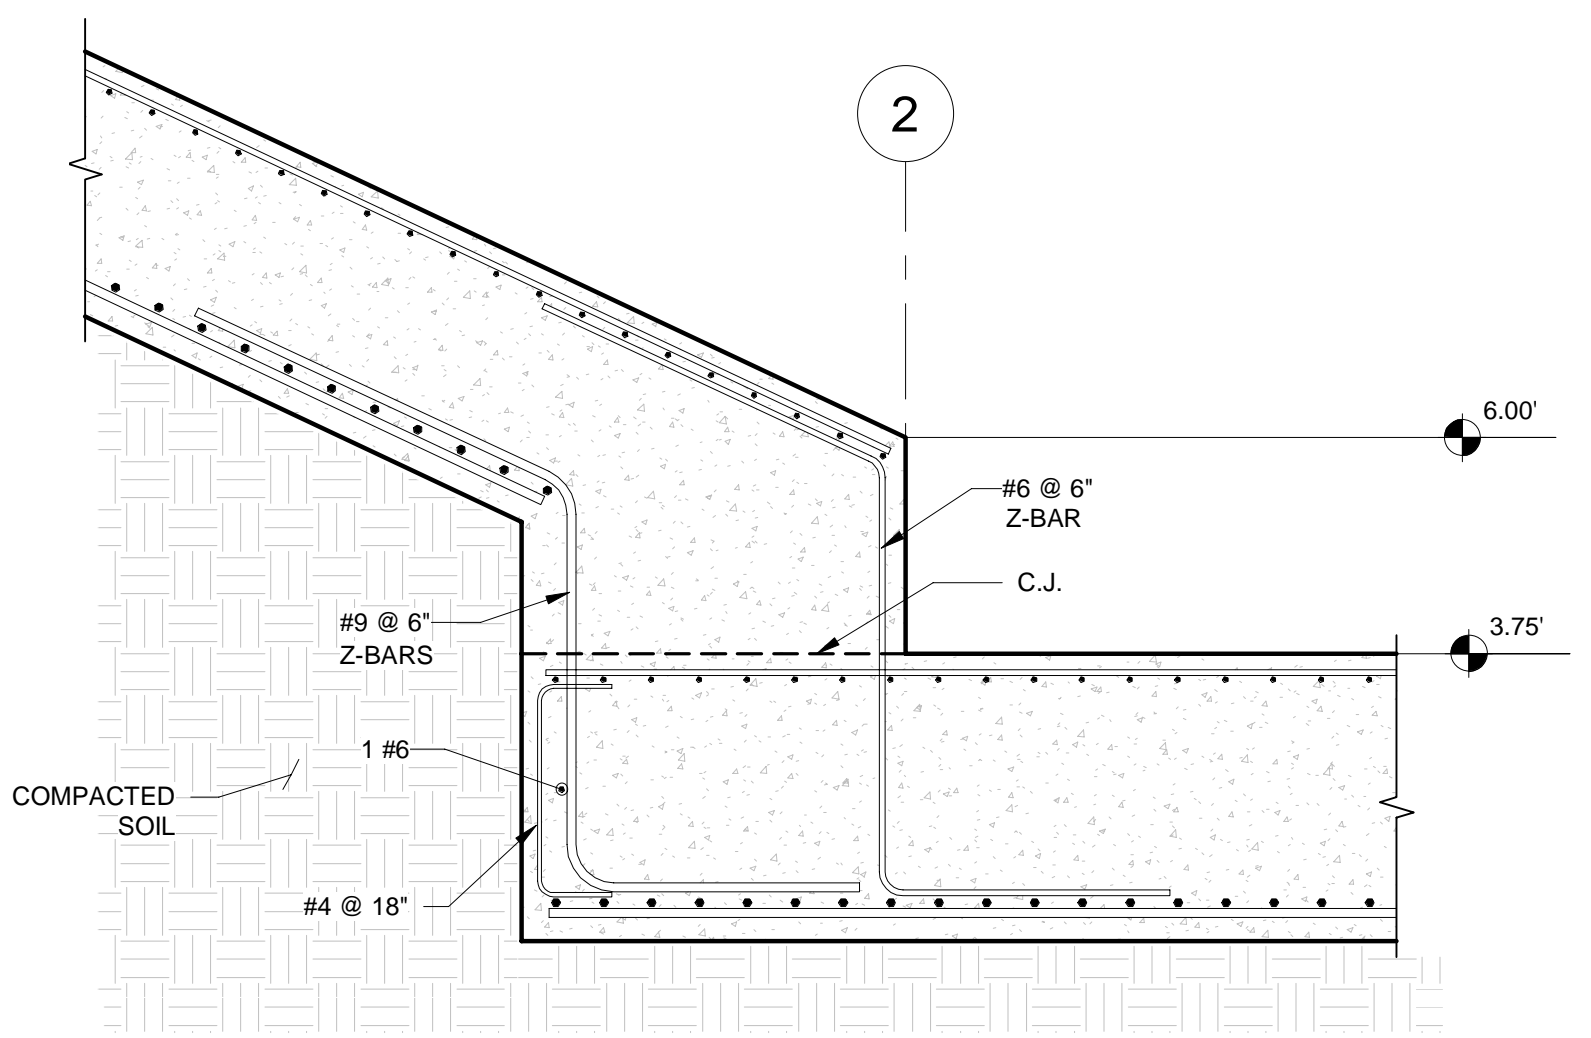 2
6.00'
#6 @ 6"
Z-BAR
C.J.
#9 @ 6"
Z-BARS
3.75'
1 #6
COMPACTED
SOIL
#4 @ 18"